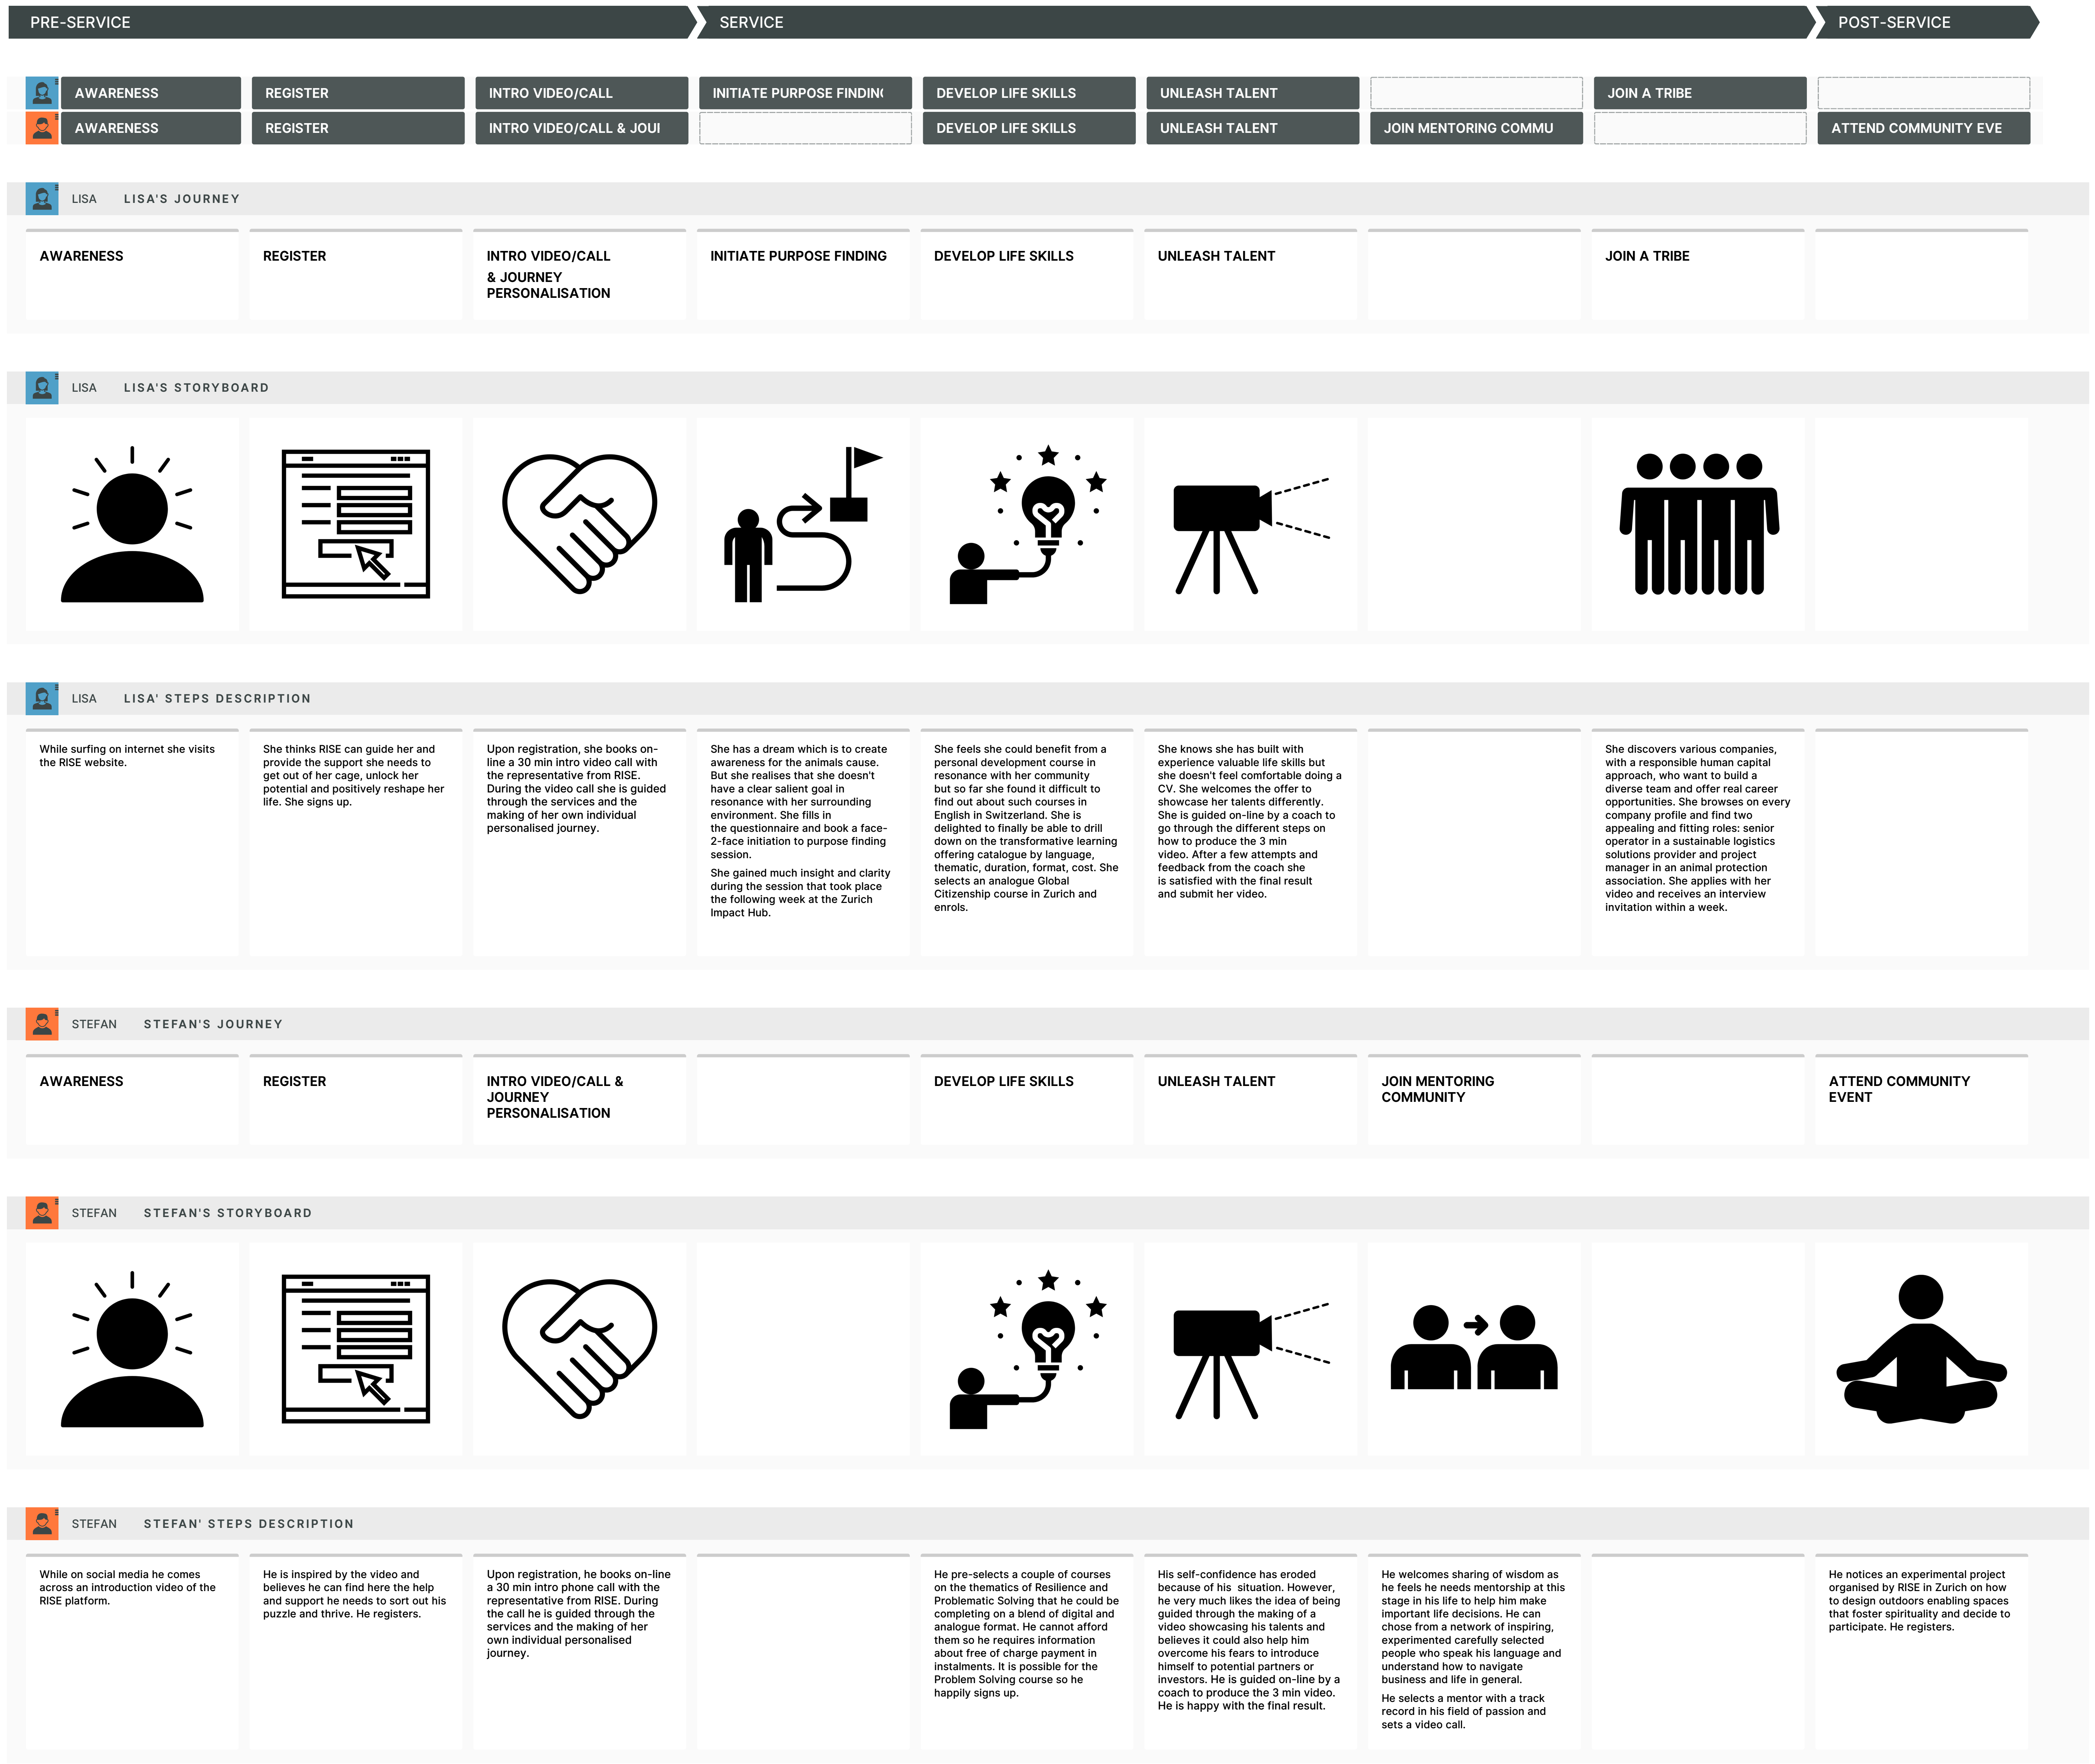 PRE-SERVICE
SERVICE
POST-SERVICE
AWARENESS
REGISTER
INTRO VIDEO/CALL
INITIATE PURPOSE FINDING
DEVELOP LIFE SKILLS
UNLEASH TALENT
JOIN A TRIBE
AWARENESS
REGISTER
INTRO VIDEO/CALL & JOUI
DEVELOP LIFE SKILLS
UNLEASH TALENT
JOIN MENTORING COMMU
ATTEND COMMUNITY EVE
LISA LISA'S JOURNEY
AWARENESS
REGISTER
INTRO VIDEO/CALL
& JOURNEY
PERSONALISATION
INITIATE PURPOSE FINDING
DEVELOP LIFE SKILLS
UNLEASH TALENT
JOIN A TRIBE
LISA LISA'S STORYBOARD
LISA LISA' STEPS DESCRIPTION
While surfing on internet she visits
the RISE website.
She thinks RISE can guide her and
provide the support she needs to
get out of her cage, unlock her
potential and positively reshape her
life. She signs up.
Upon registration, she books on-
line a 30 min intro video call with
the representative from RISE.
During the video call she is guided
through the services and the
making of her own individual
personalised journey.
She has a dream which is to create
awareness for the animals cause.
But she realises that she doesn't
have a clear salient goal in
resonance with her surrounding
environment. She fills in
the questionnaire and book a face-
2-face initiation to purpose finding
session.
She gained much insight and clarity
during the session that took place
the following week at the Zurich
Impact Hub.
She feels she could benefit from a
personal development course in
resonance with her community
but so far she found it difficult to
find out about such courses in
English in Switzerland. She is
delighted to finally be able to drill
down on the transformative learning
offering catalogue by language,
thematic, duration, format, cost. She
selects an analogue Global
Citizenship course in Zurich and
enrols.
She knows she has built with
experience valuable life skills but
she doesn't feel comfortable doing a
CV. She welcomes the offer to
showcase her talents differently.
She is guided on-line by a coach to
go through the different steps on
how to produce the 3 min
video. After a few attempts and
feedback from the coach she
is satisfied with the final result
and submit her video.
She discovers various companies,
with a responsible human capital
approach, who want to build a
diverse team and offer real career
opportunities. She browses on every
company profile and find two
appealing and fitting roles: senior
operator in a sustainable logistics
solutions provider and project
manager in an animal protection
association. She applies with her
video and receives an interview
invitation within a week.
STEFAN STEFAN'S JOURNEY
AWARENESS
REGISTER
INTRO VIDEO/CALL &
JOURNEY
PERSONALISATION
DEVELOP LIFE SKILLS
UNLEASH TALENT
JOIN MENTORING
COMMUNITY
ATTEND COMMUNITY
EVENT
STEFAN STEFAN'S STORYBOARD
STEFAN STEFAN' STEPS DESCRIPTION
While on social media he comes
across an introduction video of the
RISE platform.
He is inspired by the video and
believes he can find here the help
and support he needs to sort out his
puzzle and thrive. He registers.
Upon registration, he books on-line
a 30 min intro phone call with the
representative from RISE. During
the call he is guided through the
services and the making of her
own individual personalised
journey.
He pre-selects a couple of courses
on the thematics of Resilience and
Problematic Solving that he could be
completing on a blend of digital and
analogue format. He cannot afford
them so he requires information
about free of charge payment in
instalments. It is possible for the
Problem Solving course so he
happily signs up.
His self-confidence has eroded
because of his situation. However,
he very much likes the idea of being
guided through the making of a
video showcasing his talents and
believes it could also help him
overcome his fears to introduce
himself to potential partners or
investors. He is guided on-line by a
coach to produce the 3 min video.
He is happy with the final result.
He welcomes sharing of wisdom as
he feels he needs mentorship at this
stage in his life to help him make
important life decisions. He can
chose from a network of inspiring,
experimented carefully selected
people who speak his language and
understand how to navigate
business and life in general.
He selects a mentor with a track
record in his field of passion and
sets a video call.
He notices an experimental project
organised by RISE in Zurich on how
to design outdoors enabling spaces
that foster spirituality and decide to
participate. He registers.